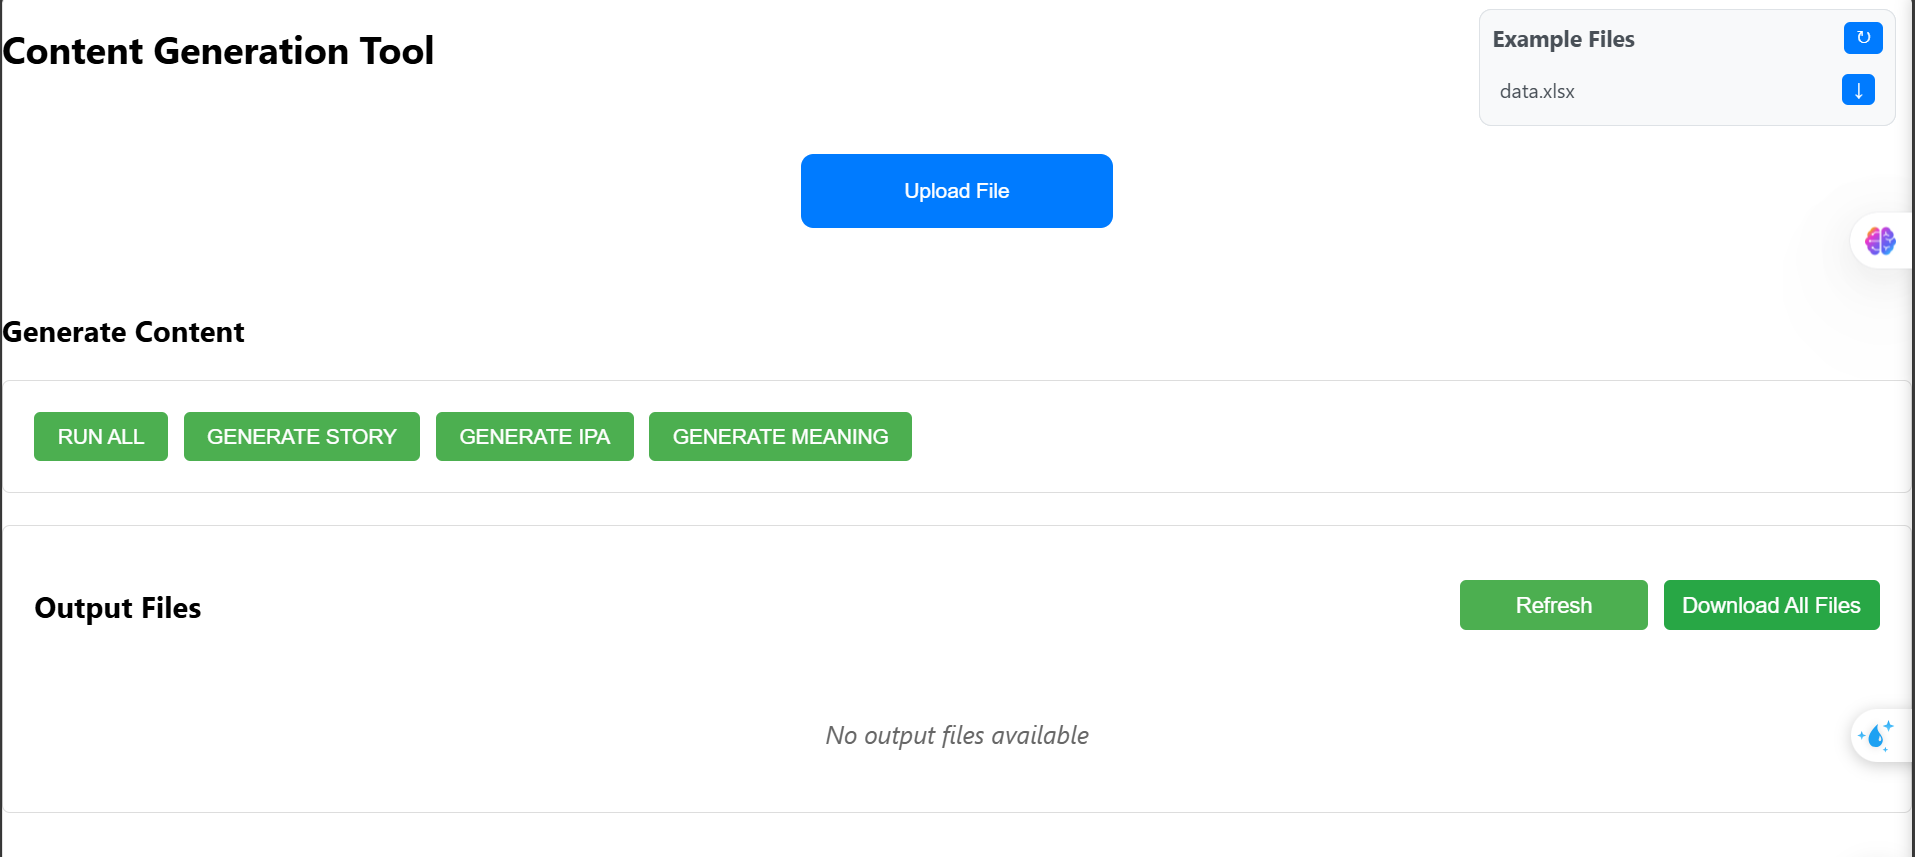 Content Generation Tool
Example Files
↻
data.xlsx
↓
Upload File
Generate Content
RUN ALL
GENERATE STORY
GENERATE IPA
GENERATE MEANING
Output Files
Refresh
Download All Files
No output files available